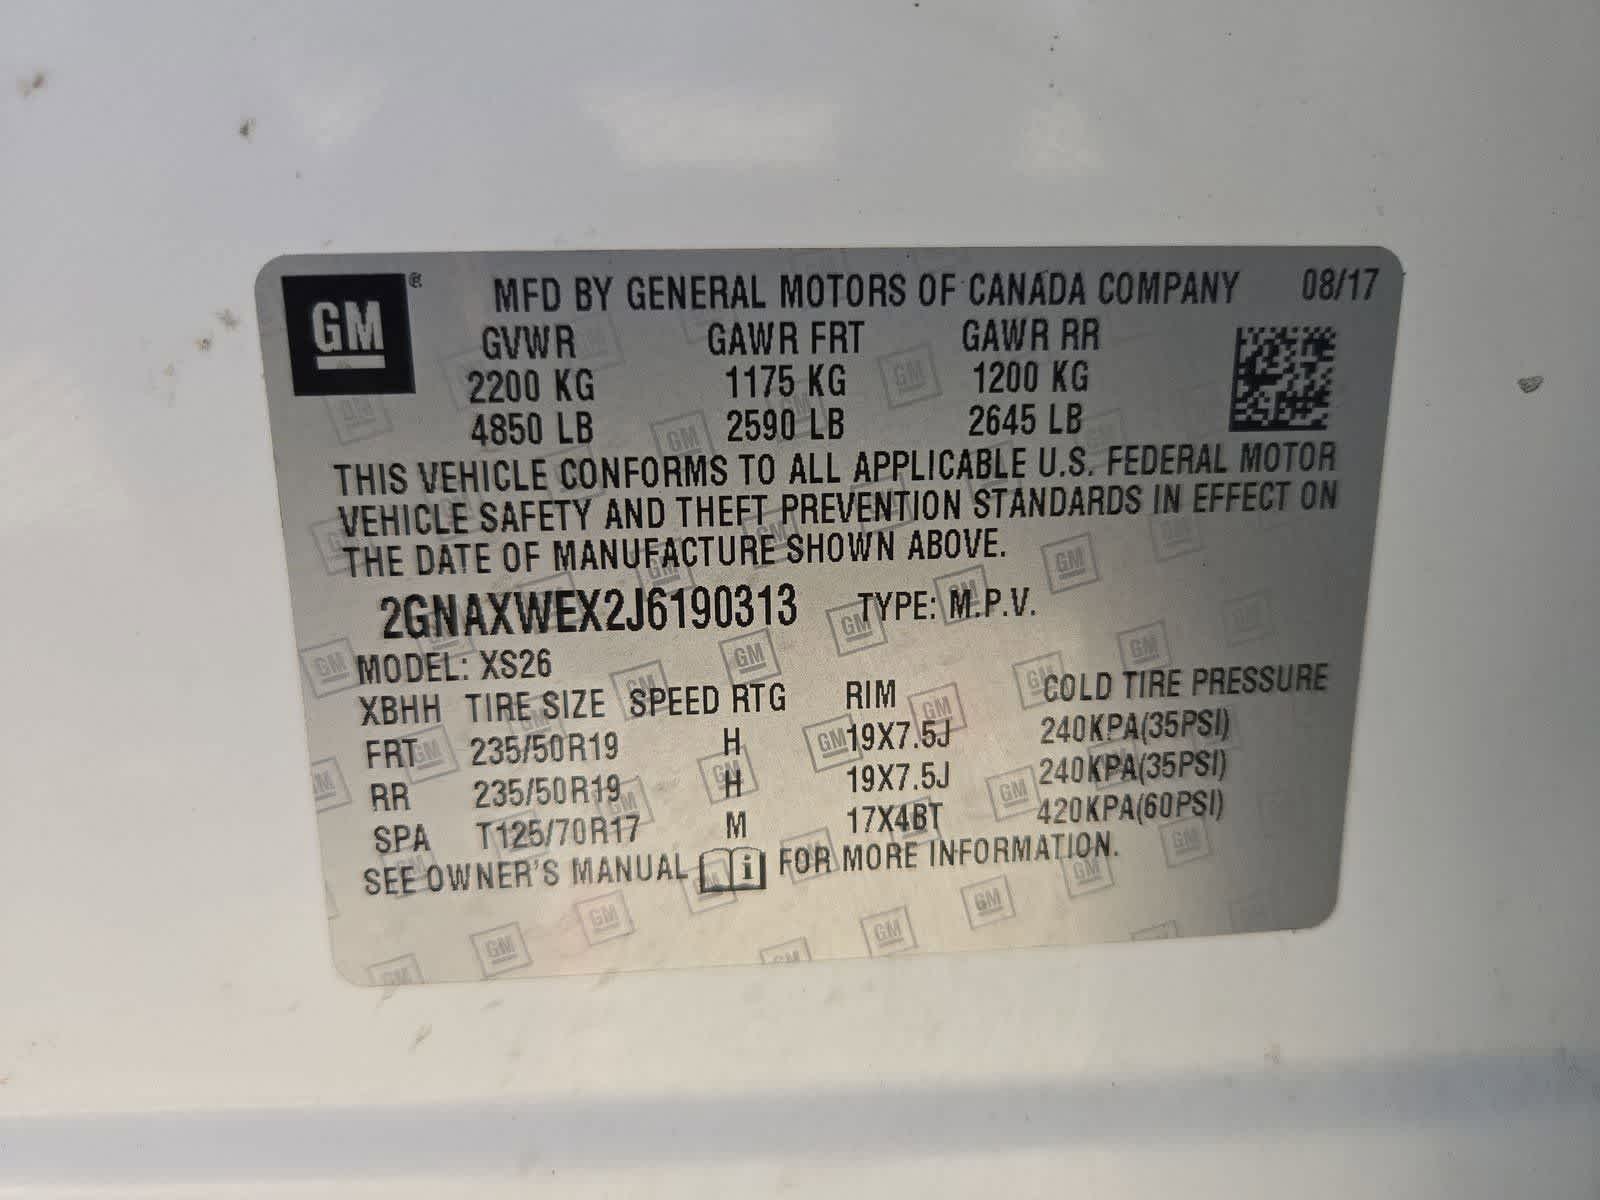 GM ® MFD BY GENERAL MOTORS OF CANADA COMPANY 08/17
GVWR GAWR FRT GAWR RR
2200 KG 1175 KG 1200 KG
4850 LB 2590 LB 2645 LB
THIS VEHICLE CONFORMS TO ALL APPLICABLE U.S. FEDERAL MOTOR
VEHICLE SAFETY AND THEFT PREVENTION STANDARDS IN EFFECT ON
THE DATE OF MANUFACTURE SHOWN ABOVE.
2GNAXWEX2J6190313 TYPE: M.P.V.
MODEL: XS26
XBHH TIRE SIZE SPEED RTG RIM COLD TIRE PRESSURE
FRT 235/50R19 H 19X7.5J 240KPA(35PSI)
RR 235/50R19 H 19X7.5J 240KPA(35PSI)
SPA T125/70R17 M 17X4BT 420KPA(60PSI)
SEE OWNER'S MANUAL i FOR MORE INFORMATION.